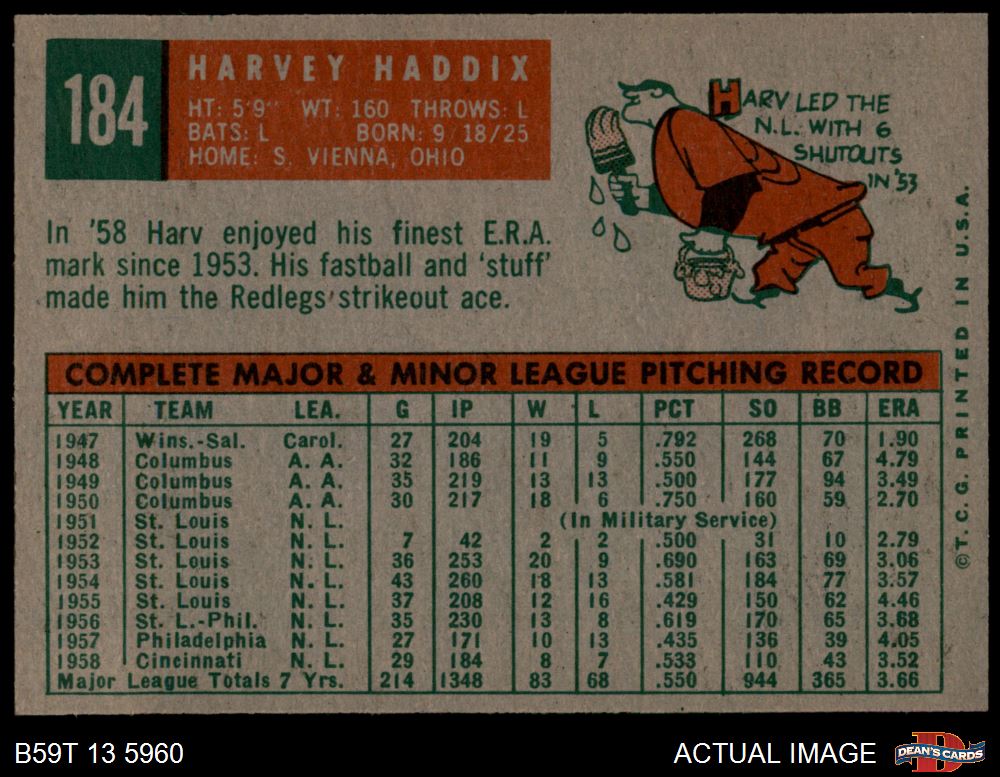 184
HARVEY HADDIX
HT: 5'9" WT: 160 THROWS: L
BATS: L BORN: 9/18/25
HOME: S. VIENNA, OHIO
HARV LED THE
N.L. WITH 6
SHUTOUTS
IN '53
In '58 Harv enjoyed his finest E.R.A.
mark since 1953. His fastball and 'stuff'
made him the Redlegs' strikeout ace.
COMPLETE MAJOR & MINOR LEAGUE PITCHING RECORD
YEAR TEAM LEA. G IP W L PCT SO BB ERA
1947 Wins.-Sal. Carol. 27 204 19 5 .792 268 70 1.90
1948 Columbus A. A. 32 186 11 9 .550 144 67 4.79
1949 Columbus A. A. 35 219 13 13 .500 177 94 3.49
1950 Columbus A. A. 30 217 18 6 .750 160 59 2.70
1951 St. Louis N. L. (In Military Service)
1952 St. Louis N. L. 7 42 2 2 .500 31 10 2.79
1953 St. Louis N. L. 36 253 20 9 .690 163 69 3.06
1954 St. Louis N. L. 43 260 18 13 .581 184 77 3.57
1955 St. Louis N. L. 37 208 12 16 .429 150 62 4.46
1956 St. L.-Phil. N. L. 35 230 13 8 .619 170 65 3.68
1957 Philadelphia N. L. 27 171 10 13 .435 136 39 4.05
1958 Cincinnati N. L. 29 184 8 7 .533 110 43 3.52
Major League Totals 7 Yrs. 214 1348 83 68 .550 944 365 3.66
©T. C. G. PRINTED IN U.S.A.
B59T 13 5960
ACTUAL IMAGE
D
DEAN'S CARDS